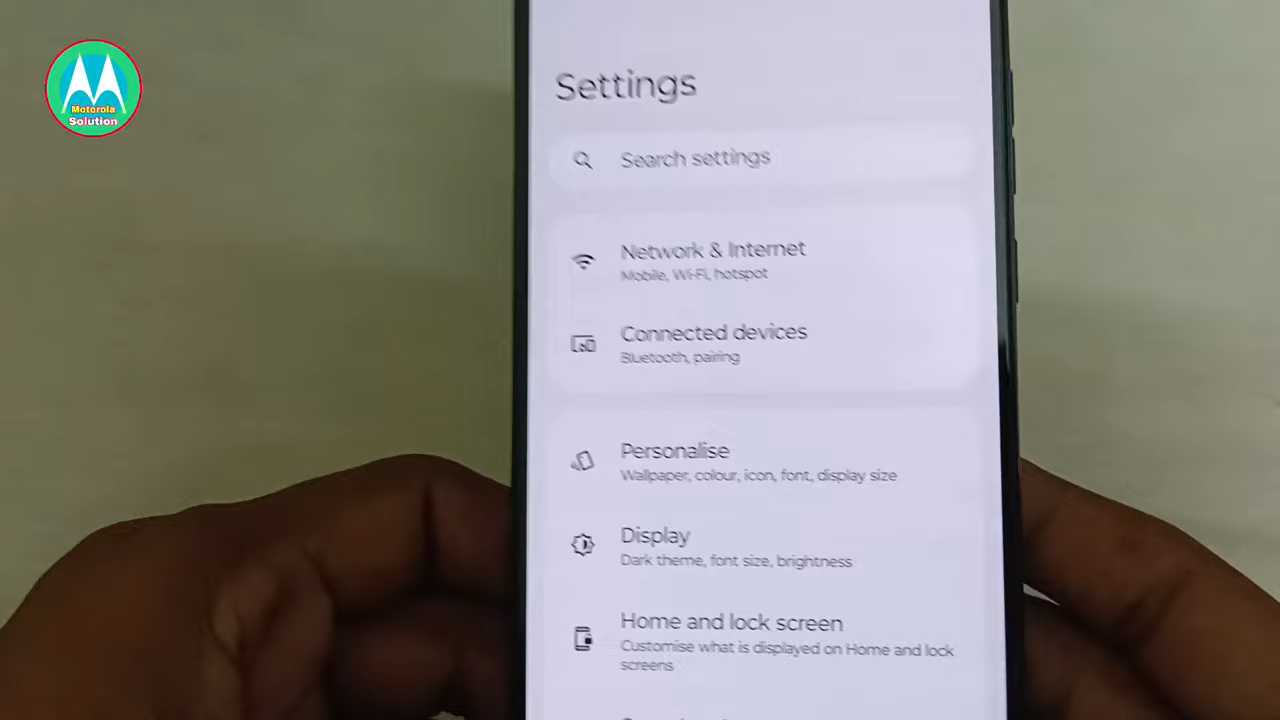 Motorola
Solution
Settings
Search settings
Network & Internet
Mobile, Wi-Fi, hotspot
Connected devices
Bluetooth, pairing
Personalise
Wallpaper, colour, icon, font, display size
Display
Dark theme, font size, brightness
Home and lock screen
Customise what is displayed on Home and lock
screens